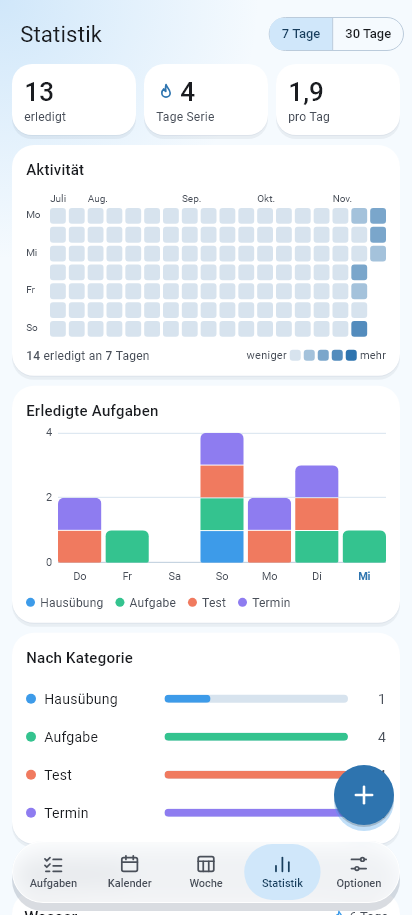 Statistik
7 Tage 30 Tage
13 4 1,9
erledigt Tage Serie pro Tag
Aktivität
Juli Aug. Sep. Okt. Nov.
Mo
Mi
Fr
So
14 erledigt an 7 Tagen weniger mehr
Erledigte Aufgaben
4
2
0
Do Fr Sa So Mo Di Mi
Hausübung Aufgabe Test Termin
Nach Kategorie
Hausübung 1
Aufgabe 4
Test
Termin
Aufgaben Kalender Woche Statistik Optionen